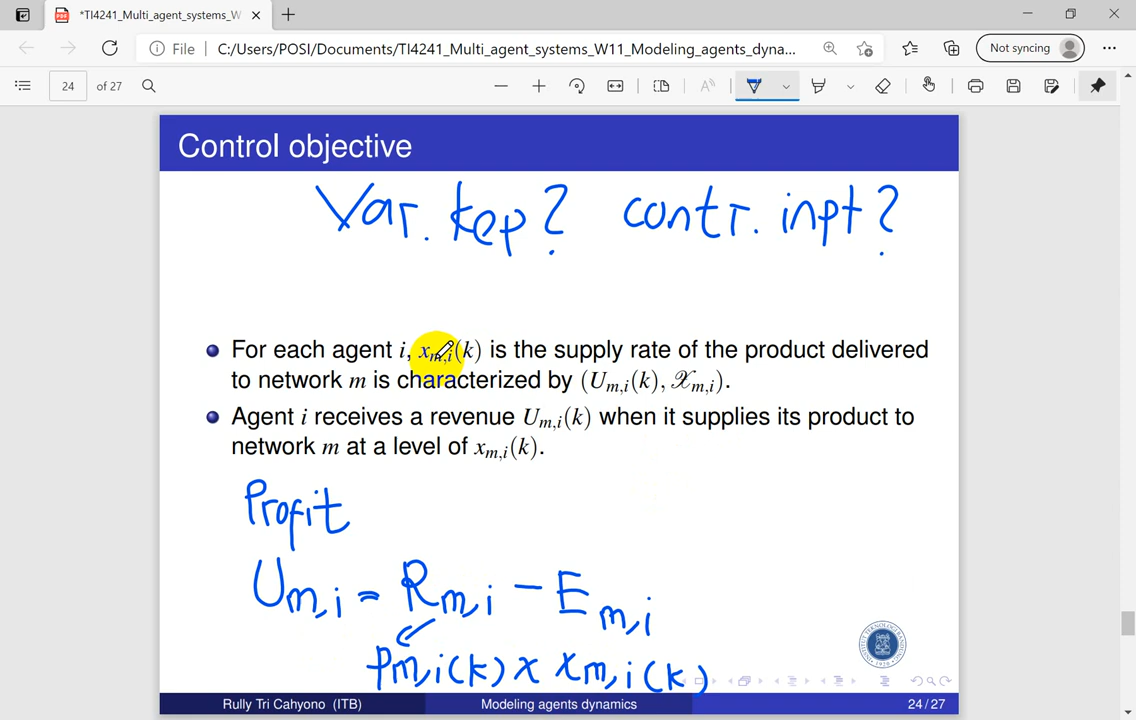 *TI4241_Multi_agent_systems_W
File C:/Users/POSI/Documents/TI4241_Multi_agent_systems_W11_Modeling_agents_dyna... Not syncing
24 of 27
Control objective
Var. kep? contr. inpt?
For each agent i, x_{m,i}(k) is the supply rate of the product delivered
to network m is characterized by (U_{m,i}(k), 𝒳_{m,i}).
Agent i receives a revenue U_{m,i}(k) when it supplies its product to
network m at a level of x_{m,i}(k).
Profit
U_{m,i} = R_{m,i} − E_{m,i}
p_{m,i}(k) x x_{m,i}(k)
Rully Tri Cahyono (ITB) Modeling agents dynamics 24 / 27